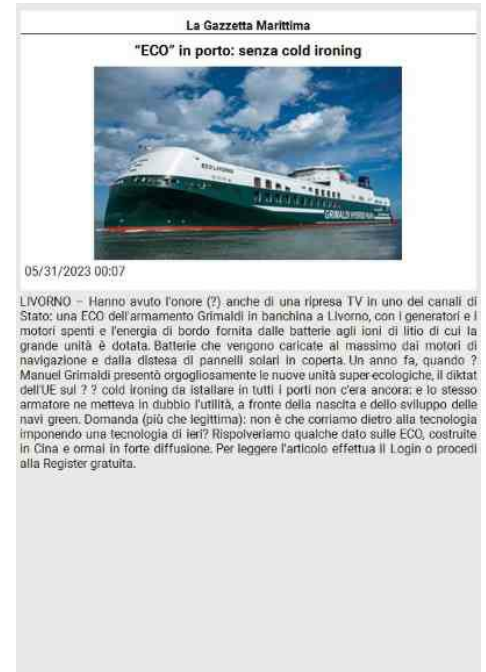 La Gazzetta Marittima
"ECO" in porto: senza cold ironing
ECO LIVORNO
GRIMALDI
05/31/2023 00:07
LIVORNO – Hanno avuto l'onore (?) anche di una ripresa TV in uno dei canali di
Stato: una ECO dell'armamento Grimaldi in banchina a Livorno, con i generatori e i
motori spenti e l'energia di bordo fornita dalle batterie agli ioni di litio di cui la
grande unità è dotata. Batterie che vengono caricate al massimo dai motori di
navigazione e dalla distesa di pannelli solari in coperta. Un anno fa, quando ?
Manuel Grimaldi presentò orgogliosamente le nuove unità super-ecologiche, il diktat
dell'UE sul ? ? cold ironing da istallare in tutti i porti non c'era ancora: e lo stesso
armatore ne metteva in dubbio l'utilità, a fronte della nascita e dello sviluppo delle
navi green. Domanda (più che legittima): non è che corriamo dietro alla tecnologia
imponendo una tecnologia di ieri? Rispolveriamo qualche dato sulle ECO, costruite
in Cina e ormai in forte diffusione. Per leggere l'articolo effettua il Login o procedi
alla Register gratuita.